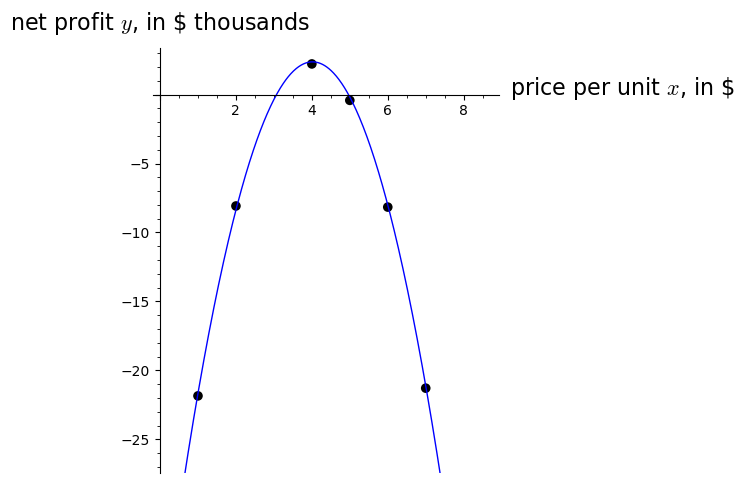 net profit y, in $ thousands
price per unit x, in $
2 4 6 8
−5
−10
−15
−20
−25